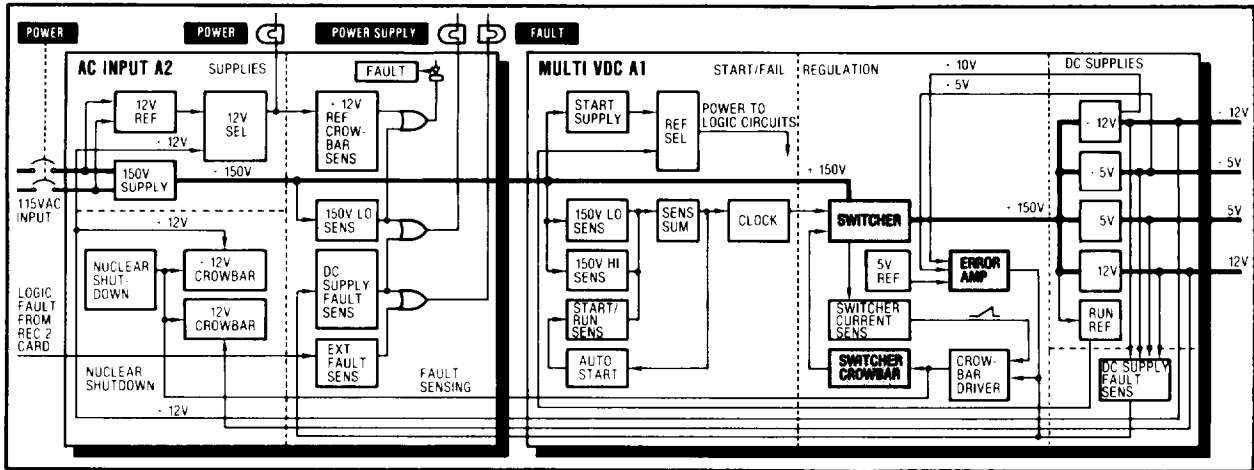 POWER
POWER
POWER SUPPLY
FAULT
AC INPUT A2
SUPPLIES
FAULT
12V
REF
12V
SEL
- 12V
REF
CROW-
BAR
SENS
- 12V
150V
SUPPLY
+ 150V
115VAC
INPUT
- 12V
150V LO
SENS
NUCLEAR
SHUT-
DOWN
- 12V
CROWBAR
12V
CROWBAR
DC
SUPPLY
FAULT
SENS
LOGIC
FAULT
FROM
REC 2
CARD
EXT
FAULT
SENS
NUCLEAR
SHUTDOWN
FAULT
SENSING
- 12V
MULTI VDC A1
START/FAIL
REGULATION
DC SUPPLIES
- 10V
- 5V
START
SUPPLY
REF
SEL
POWER TO
LOGIC CIRCUITS
+ 150V
150V LO
SENS
SENS
SUM
CLOCK
SWITCHER
150V HI
SENS
START/
RUN
SENS
AUTO
START
5V
REF
ERROR
AMP
SWITCHER
CURRENT
SENS
SWITCHER
CROWBAR
CROW-
BAR
DRIVER
+ 150V
- 12V
- 5V
5V
12V
RUN
REF
DC SUPPLY
FAULT
SENS
- 12V
- 5V
5V
12V